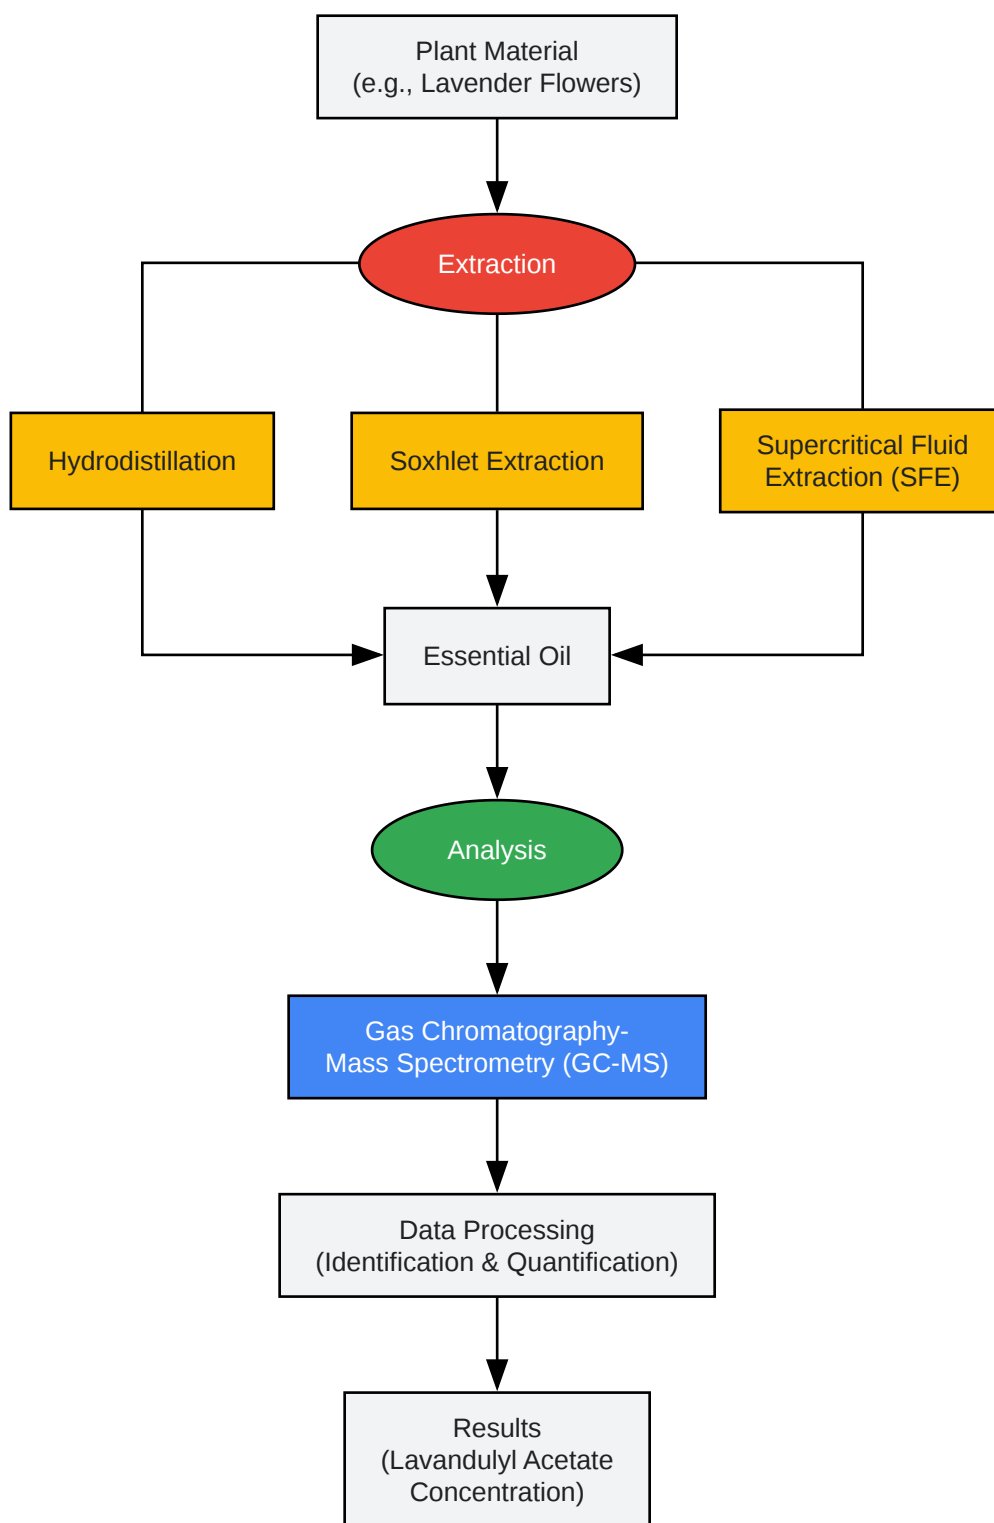 Plant Material
(e.g., Lavender Flowers)
Extraction
Hydrodistillation
Soxhlet Extraction
Supercritical Fluid
Extraction (SFE)
Essential Oil
Analysis
Gas Chromatography-
Mass Spectrometry (GC-MS)
Data Processing
(Identification & Quantification)
Results
(Lavandulyl Acetate
Concentration)